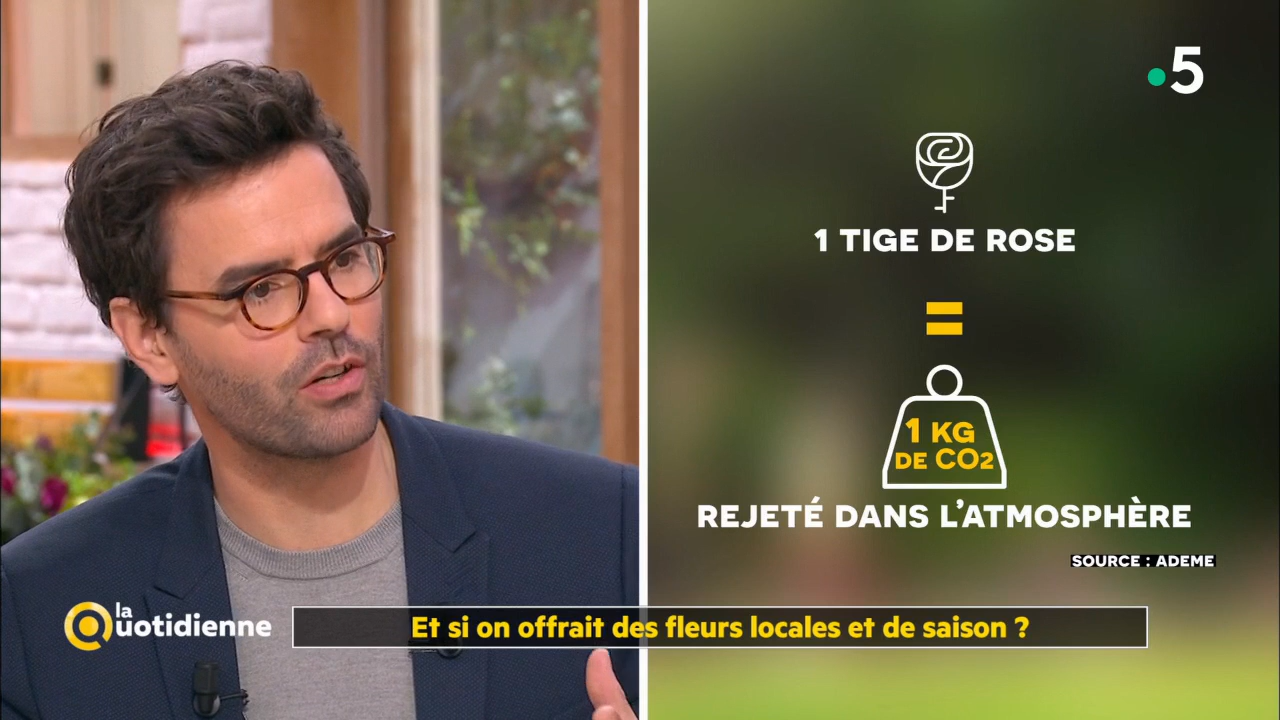 5
1 TIGE DE ROSE
=
1 KG
DE CO2
REJETÉ DANS L'ATMOSPHÈRE
SOURCE : ADEME
la
Quotidienne
Et si on offrait des fleurs locales et de saison ?